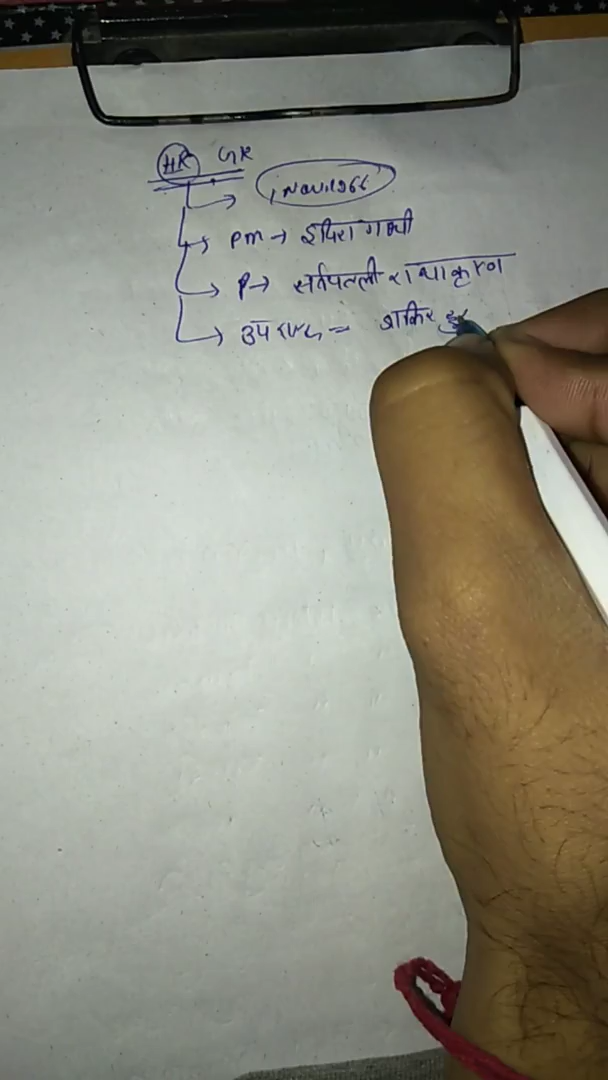 HR GK
1 Nov. 1966
PM → इंदिरा गान्धी
P → सर्वपल्ली राधाकृष्ण
उपराष्ट्र = जाकिर हु